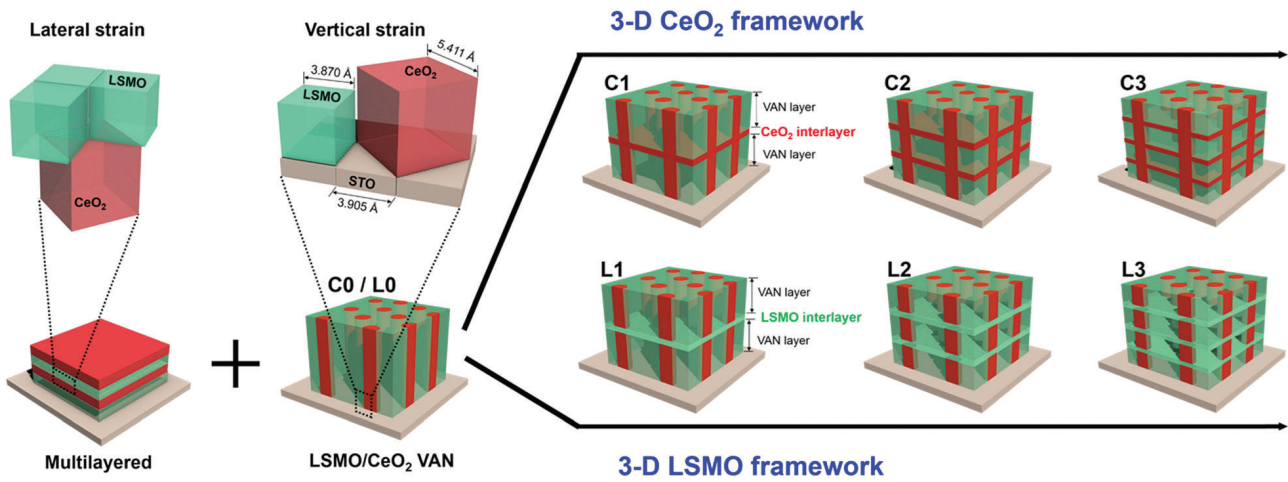 3-D CeO₂ framework
Lateral strain
Vertical strain
LSMO
CeO₂
3.870 Å
5.411 Å
LSMO
CeO₂
STO
3.905 Å
C1
VAN layer
CeO₂ interlayer
VAN layer
C2
C3
C0 / L0
L1
VAN layer
LSMO interlayer
VAN layer
L2
L3
Multilayered
LSMO/CeO₂ VAN
3-D LSMO framework